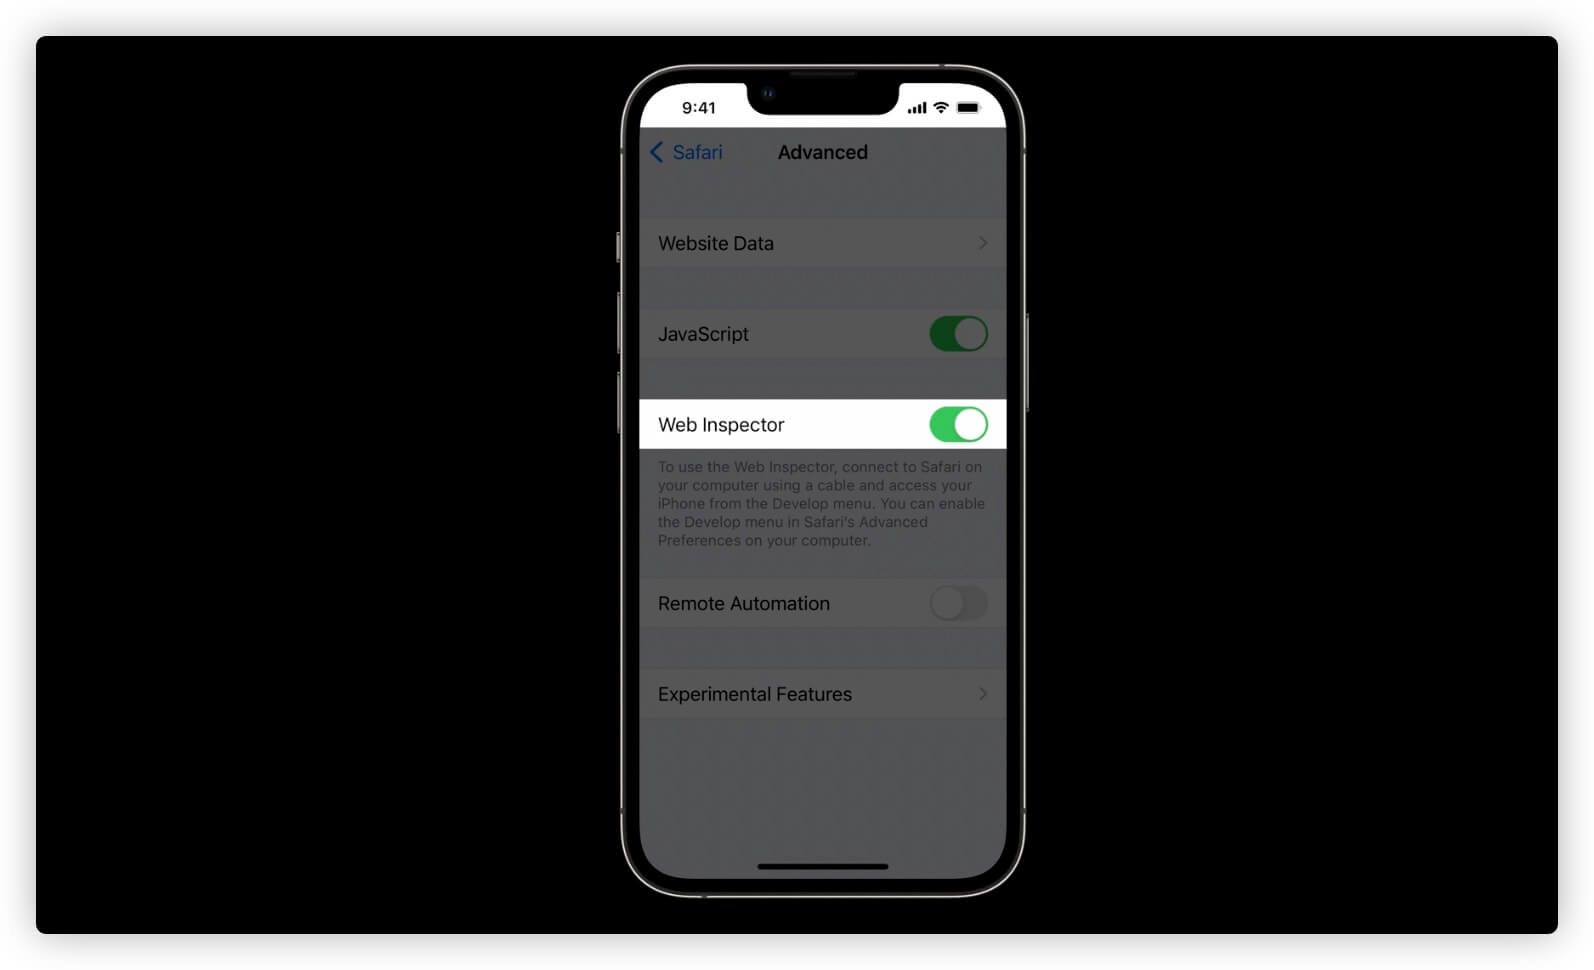 9:41
Safari
Advanced
Website Data
JavaScript
Web Inspector
To use the Web Inspector, connect to Safari on
your computer using a cable and access your
iPhone from the Develop menu. You can enable
the Develop menu in Safari's Advanced
Preferences on your computer.
Remote Automation
Experimental Features